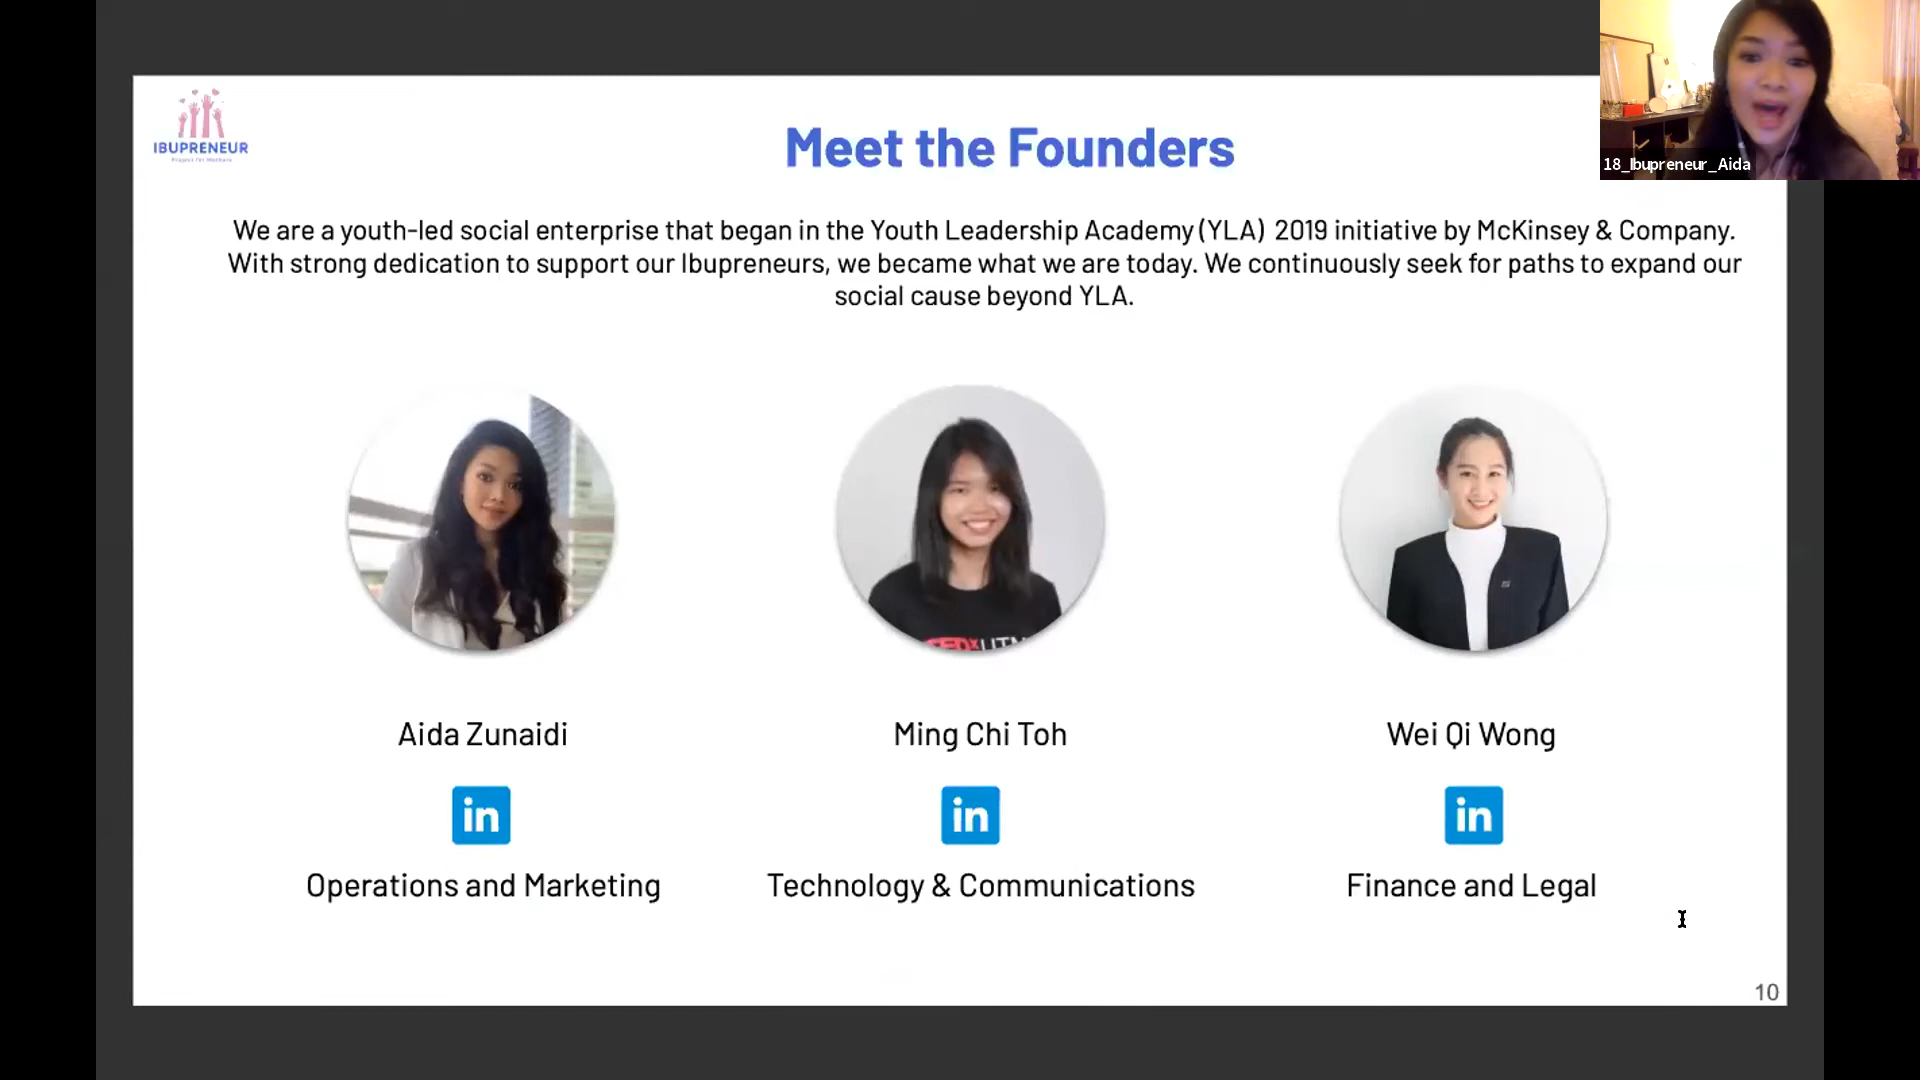 IBUPRENEUR
Project for Mothers
Meet the Founders
18_Ibupreneur_Aida
We are a youth-led social enterprise that began in the Youth Leadership Academy (YLA) 2019 initiative by McKinsey & Company.
With strong dedication to support our Ibupreneurs, we became what we are today. We continuously seek for paths to expand our
social cause beyond YLA.
Aida Zunaidi
Ming Chi Toh
Wei Qi Wong
in
in
in
Operations and Marketing
Technology & Communications
Finance and Legal
10